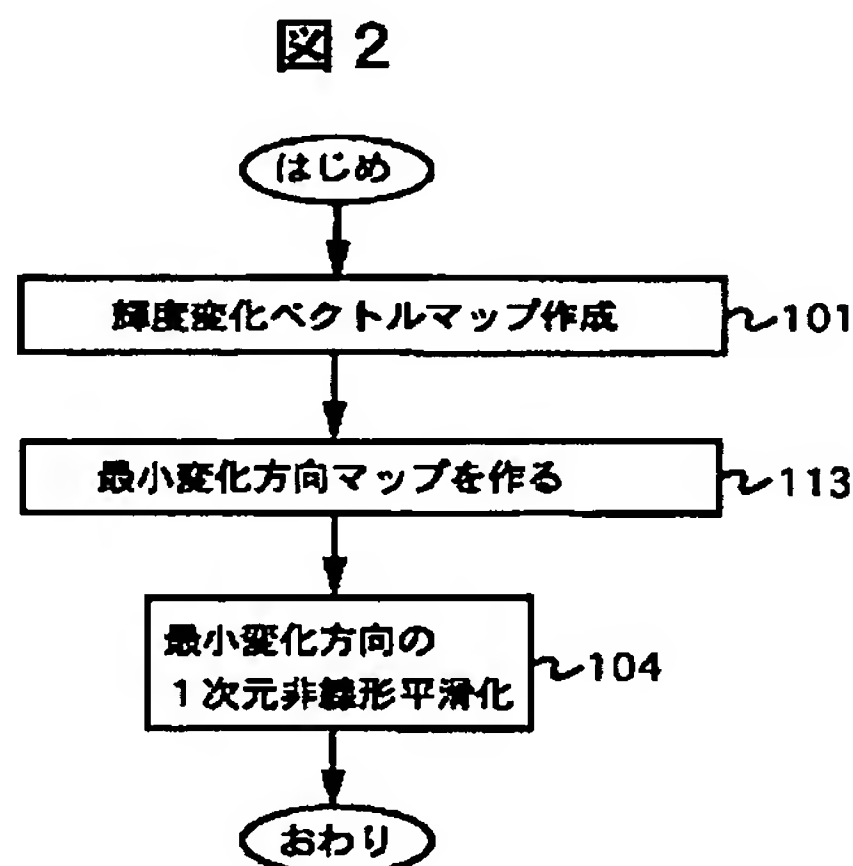 図２
はじめ
輝度変化ベクトルマップ作成
101
最小変化方向マップを作る
113
最小変化方向の
１次元非線形平滑化
104
おわり